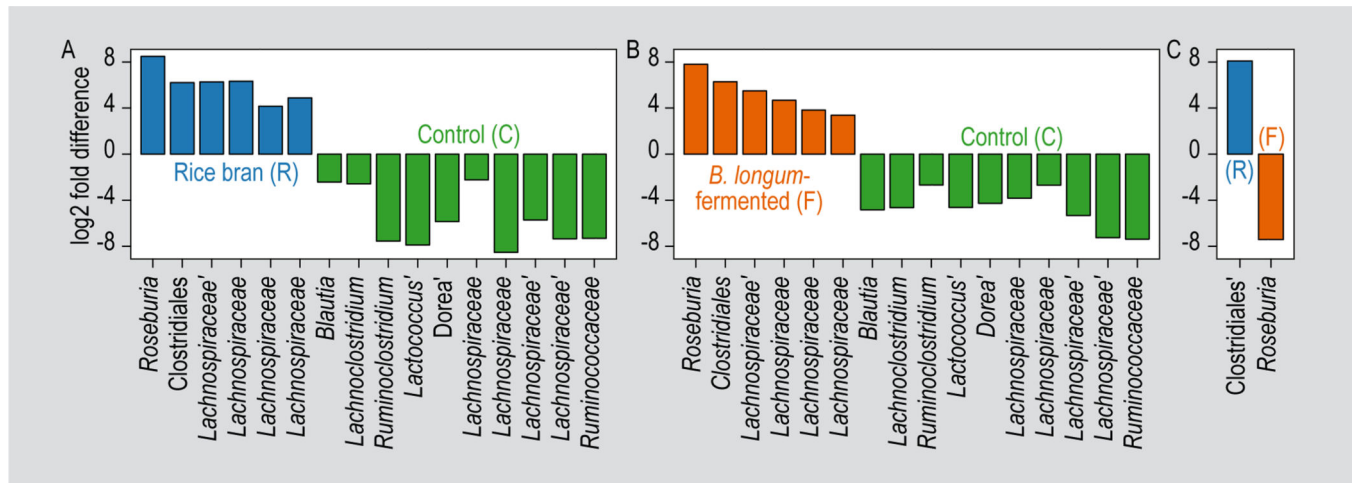 A
log2 fold difference
8
4
0
-4
-8
Rice bran (R)
Control (C)
Roseburia
Clostridiales
Lachnospiraceae'
Lachnospiraceae
Lachnospiraceae
Lachnospiraceae
Blautia
Lachnoclostridium
Ruminoclostridium'
Lactococcus'
Dorea'
Lachnospiraceae
Lachnospiraceae
Lachnospiraceae'
Lachnospiraceae'
Ruminococcaceae
B
8
4
0
-4
-8
B. longum-
fermented (F)
Control (C)
Roseburia
Clostridiales
Lachnospiraceae'
Lachnospiraceae
Lachnospiraceae
Lachnospiraceae
Blautia
Lachnoclostridium
Ruminoclostridium'
Lactococcus'
Dorea'
Lachnospiraceae
Lachnospiraceae
Lachnospiraceae'
Lachnospiraceae'
Ruminococcaceae
C
8
4
0
-4
-8
(F)
(R)
Clostridiales'
Roseburia